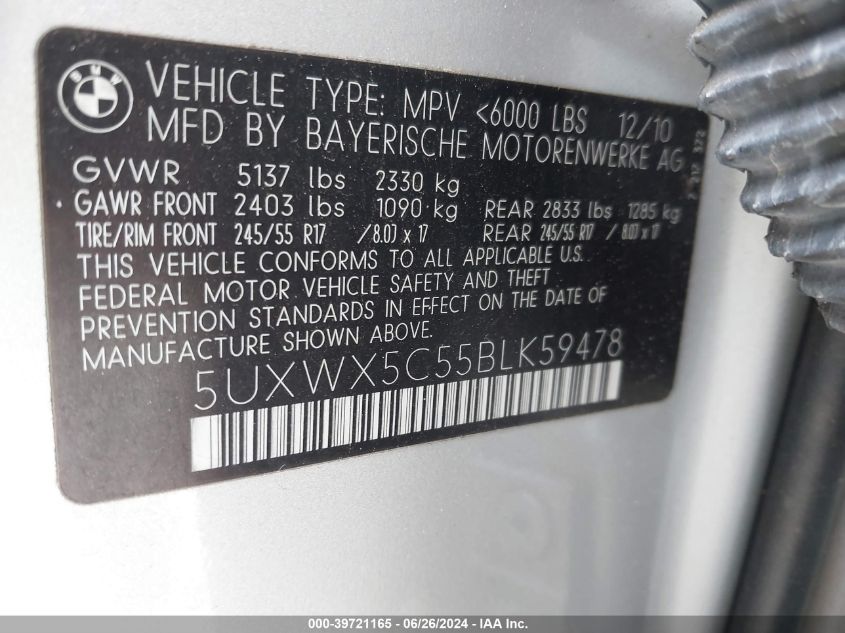 BMW
VEHICLE TYPE: MPV <6000 LBS 12/10
MFD BY BAYERISCHE MOTORENWERKE AG
GVWR 5137 lbs 2330 kg
GAWR FRONT 2403 lbs 1090 kg REAR 2833 lbs 1285 kg
TIRE/RIM FRONT 245/55 R17 /8.0J x 17 REAR 245/55 R17 / 8.0J x 17
THIS VEHICLE CONFORMS TO ALL APPLICABLE U.S.
FEDERAL MOTOR VEHICLE SAFETY AND THEFT
PREVENTION STANDARDS IN EFFECT ON THE DATE OF
MANUFACTURE SHOWN ABOVE.
5UXWX5C55BLK59478
000-39721165 / 06/26/2024 / IAA Inc.